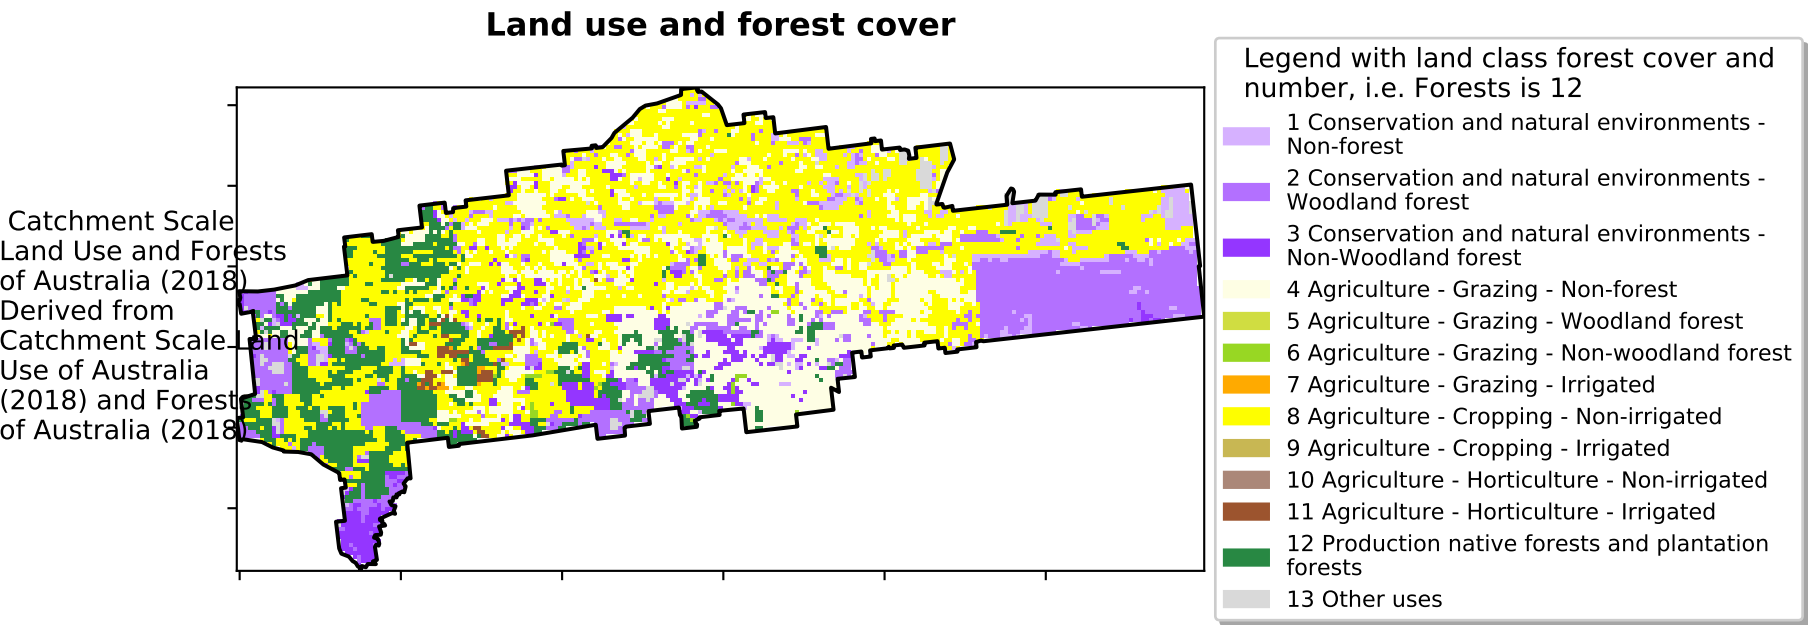 Land use and forest cover
Catchment Scale
Land Use and Forests
of Australia (2018)
Derived from
Catchment Scale Land
Use of Australia
(2018) and Forests
of Australia (2018)
Legend with land class forest cover and
number, i.e. Forests is 12
1 Conservation and natural environments -
Non-forest
2 Conservation and natural environments -
Woodland forest
3 Conservation and natural environments -
Non-Woodland forest
4 Agriculture - Grazing - Non-forest
5 Agriculture - Grazing - Woodland forest
6 Agriculture - Grazing - Non-woodland forest
7 Agriculture - Grazing - Irrigated
8 Agriculture - Cropping - Non-irrigated
9 Agriculture - Cropping - Irrigated
10 Agriculture - Horticulture - Non-irrigated
11 Agriculture - Horticulture - Irrigated
12 Production native forests and plantation
forests
13 Other uses